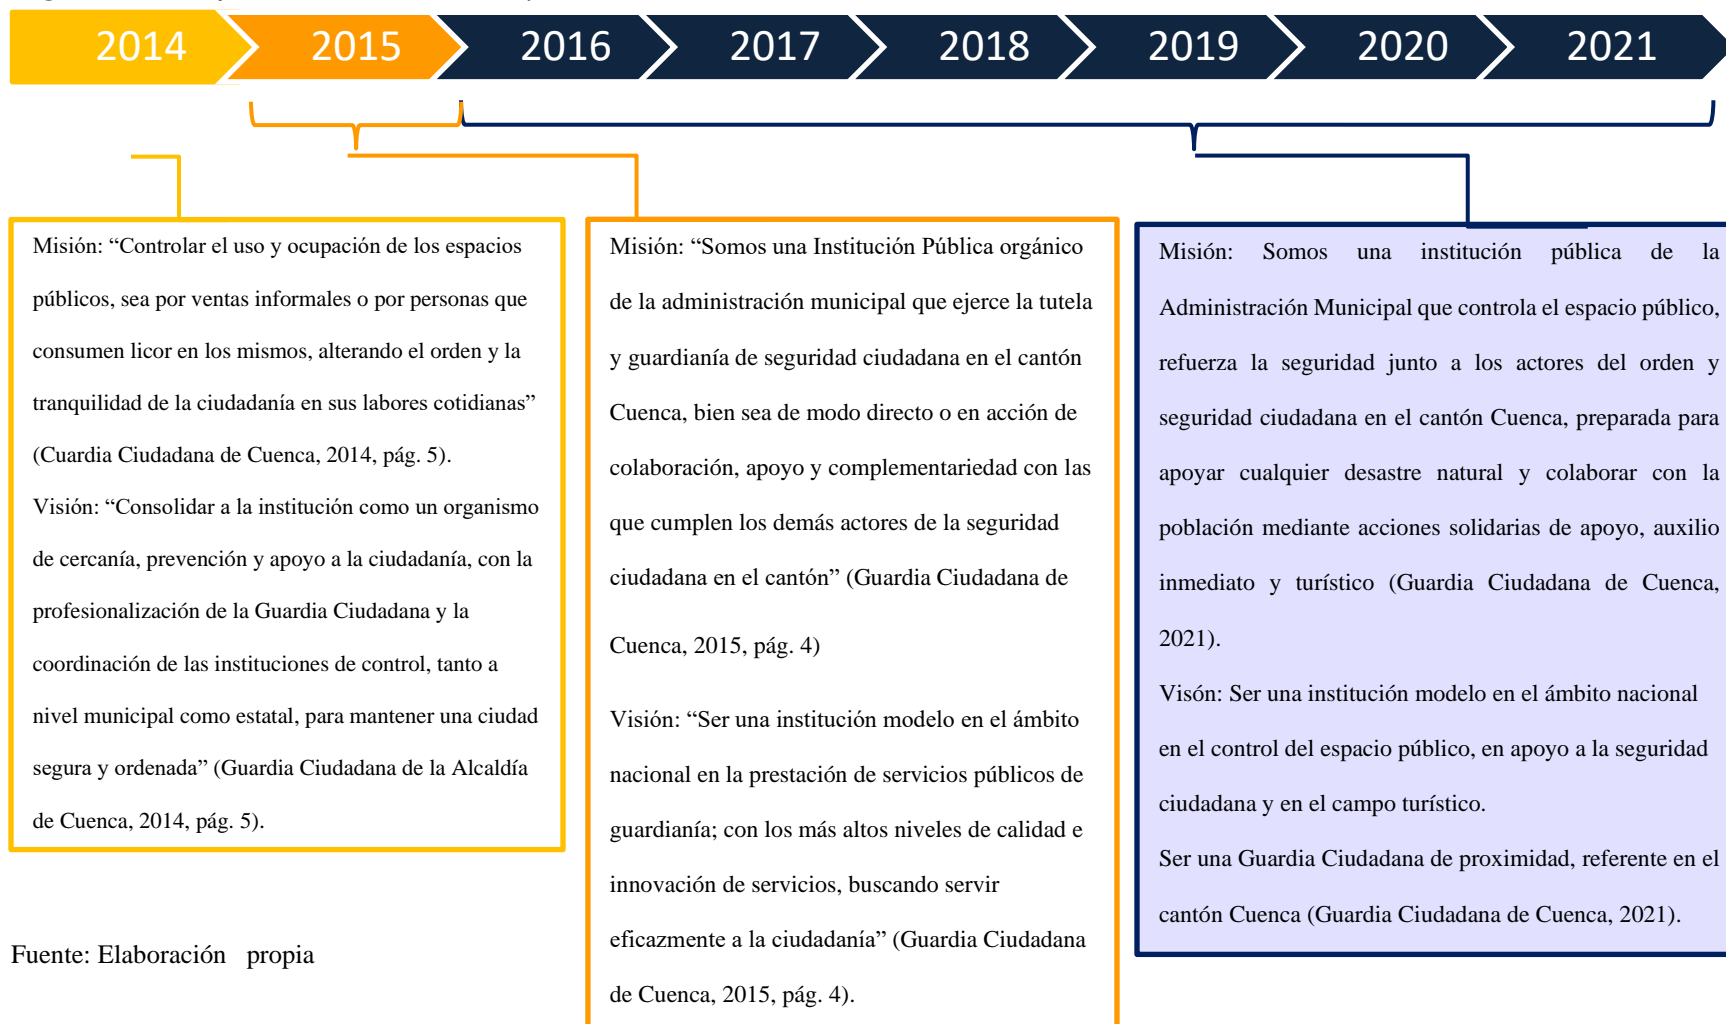 2014 2015 2016 2017 2018 2019 2020 2021
Misión: “Controlar el uso y ocupación de los espacios
públicos, sea por ventas informales o por personas que
consumen licor en los mismos, alterando el orden y la
tranquilidad de la ciudadanía en sus labores cotidianas”
(Cuardia Ciudadana de Cuenca, 2014, pág. 5).
Visión: “Consolidar a la institución como un organismo
de cercanía, prevención y apoyo a la ciudadanía, con la
profesionalización de la Guardia Ciudadana y la
coordinación de las instituciones de control, tanto a
nivel municipal como estatal, para mantener una ciudad
segura y ordenada” (Guardia Ciudadana de la Alcaldía
de Cuenca, 2014, pág. 5).
Misión: “Somos una Institución Pública orgánico
de la administración municipal que ejerce la tutela
y guardianía de seguridad ciudadana en el cantón
Cuenca, bien sea de modo directo o en acción de
colaboración, apoyo y complementariedad con las
que cumplen los demás actores de la seguridad
ciudadana en el cantón” (Guardia Ciudadana de
Cuenca, 2015, pág. 4)
Visión: “Ser una institución modelo en el ámbito
nacional en la prestación de servicios públicos de
guardianía; con los más altos niveles de calidad e
innovación de servicios, buscando servir
eficazmente a la ciudadanía” (Guardia Ciudadana
de Cuenca, 2015, pág. 4).
Misión: Somos una institución pública de la
Administración Municipal que controla el espacio público,
refuerza la seguridad junto a los actores del orden y
seguridad ciudadana en el cantón Cuenca, preparada para
apoyar cualquier desastre natural y colaborar con la
población mediante acciones solidarias de apoyo, auxilio
inmediato y turístico (Guardia Ciudadana de Cuenca,
2021).
Visón: Ser una institución modelo en el ámbito nacional
en el control del espacio público, en apoyo a la seguridad
ciudadana y en el campo turístico.
Ser una Guardia Ciudadana de proximidad, referente en el
cantón Cuenca (Guardia Ciudadana de Cuenca, 2021).
Fuente: Elaboración propia